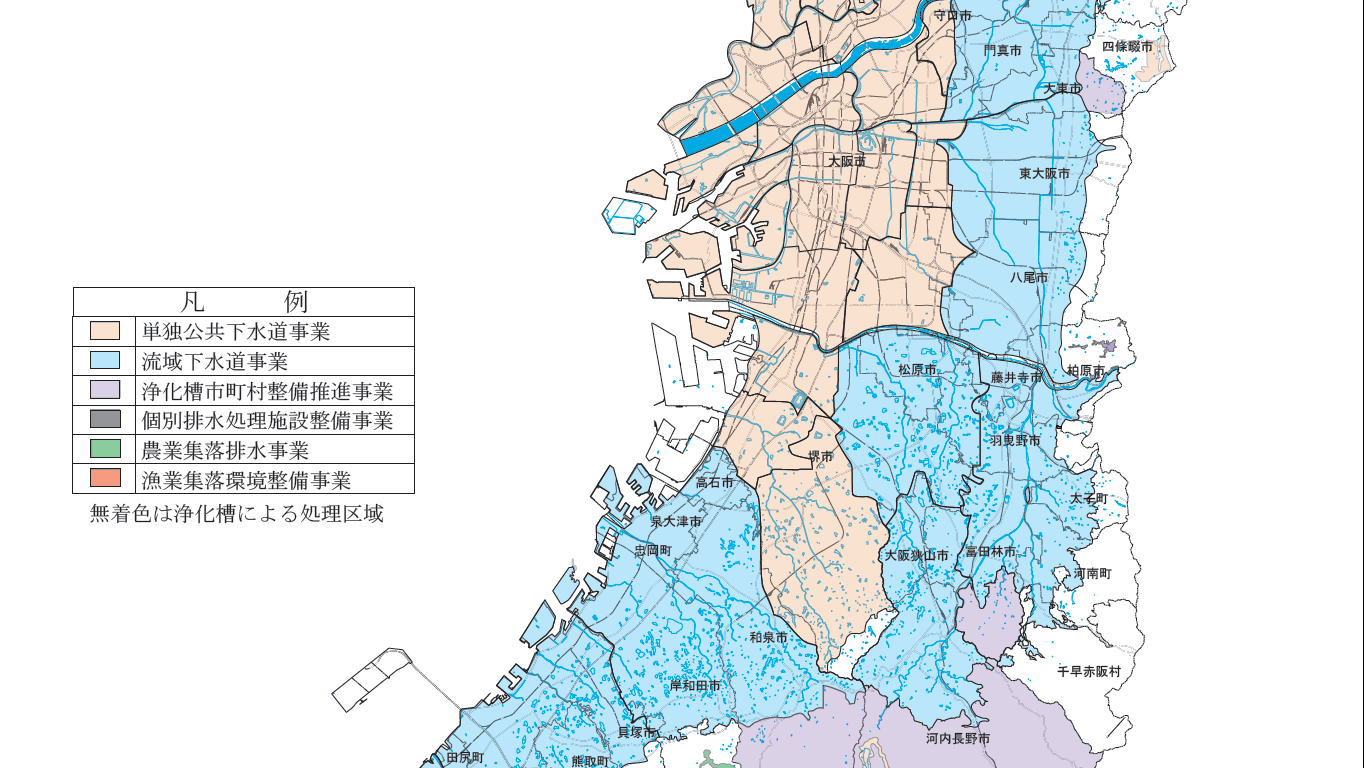 守口市
門真市
四條畷市
大東市
大阪市
東大阪市
八尾市
凡　例
単独公共下水道事業
流域下水道事業
浄化槽市町村整備推進事業
個別排水処理施設整備事業
農業集落排水事業
漁業集落環境整備事業
無着色は浄化槽による処理区域
松原市
藤井寺市
柏原市
羽曳野市
堺市
高石市
太子町
泉大津市
忠岡町
大阪狭山市
富田林市
河南町
和泉市
千早赤阪村
岸和田市
貝塚市
河内長野市
田尻町
熊取町